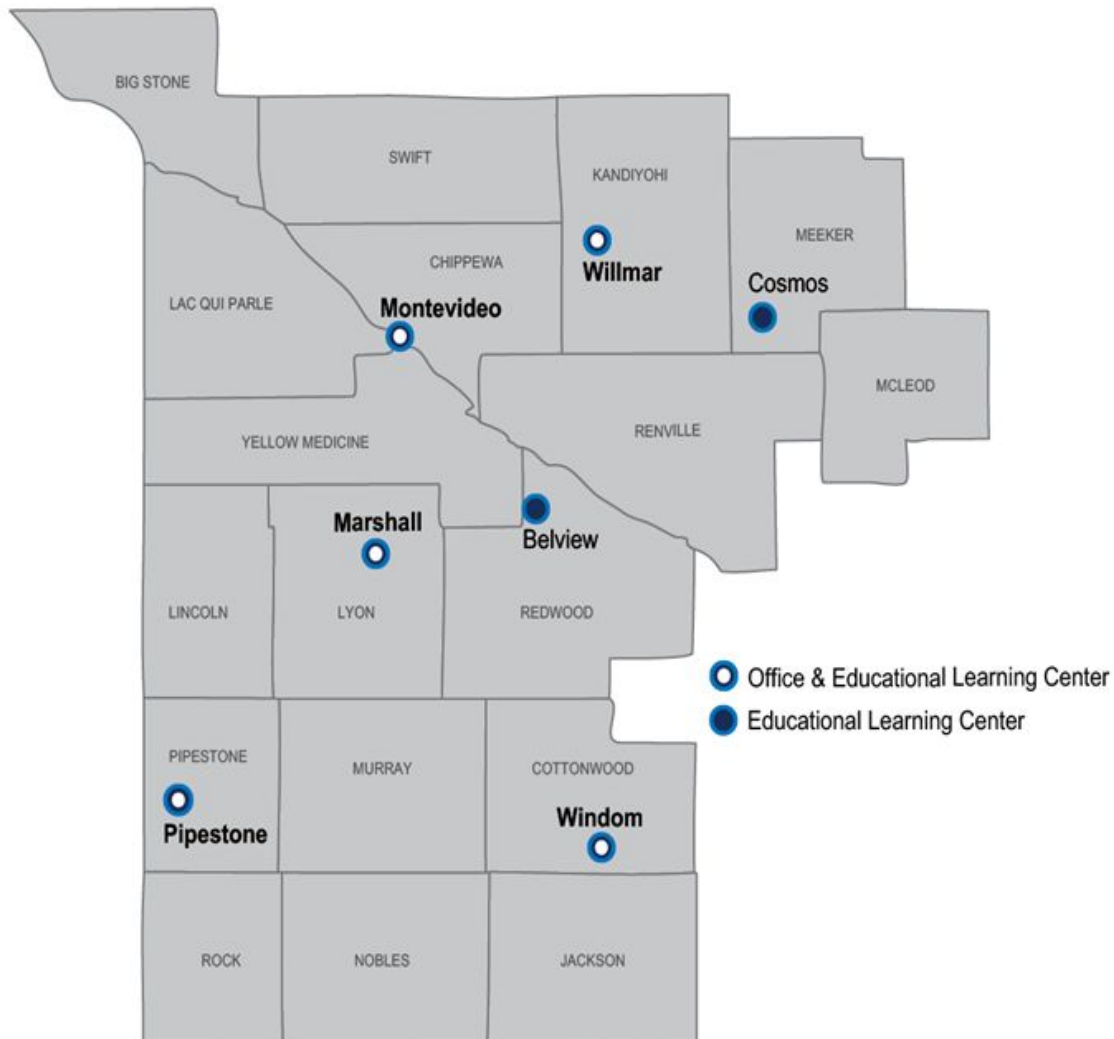 BIG STONE
SWIFT
KANDIYOHI
MEEKER
Willmar
CHIPPEWA
Cosmos
LAC QUI PARLE
Montevideo
MCLEOD
RENVILLE
YELLOW MEDICINE
Marshall
Belview
LINCOLN
LYON
REDWOOD
Office & Educational Learning Center
Educational Learning Center
PIPESTONE
MURRAY
COTTONWOOD
Windom
Pipestone
ROCK
NOBLES
JACKSON